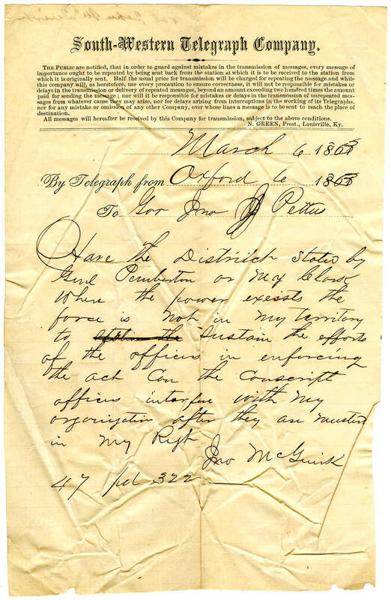 South-Western Telegraph Company.
THE PUBLIC are notified, that in order to guard against mistakes in the transmission of messages, every message of
importance ought to be repeated by being sent back from the station at which it is to be received to the station from
which it is originally sent. Half the usual price for transmission will be charged for repeating the message and while
this company will, as heretofore, use every precaution to ensure correctness, it will not be responsible for mistakes or
delays in the transmission or delivery of repeated messages, beyond an amount exceeding two hundred times the amount
paid for sending the message; nor will it be responsible for mistakes or delays in the transmission of unrepeated mes-
sages from whatever cause they may arise, nor for delays arising from interruptions in the working of its Telegraphs,
nor for any mistake or omission of any other Company, over whose lines a message is to be sent to reach the place of
destination.
All messages will hereafter be received by this Company for transmission, subject to the above conditions.
N. GREEN, Prest., Louisville, Ky.
March 6 1863
By Telegraph from Oxford 6 1863
To Gov Jno J Pettus
Have the District States by
Genl Pemberton or
Where the power exists the
force is not in my territory
to sustain the efforts
of the officers in enforcing
the act Can the Conscript
officers interfere with my
organization after they are mustered
in My Regt
Jno McGuirk
47 pd 322